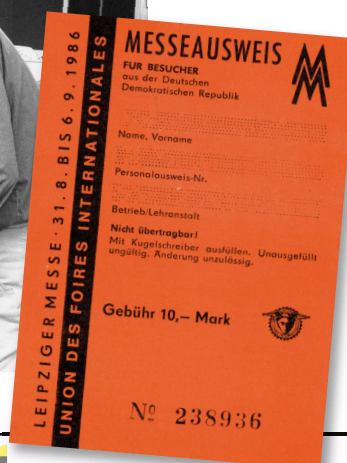 MESSEAUSWEIS
FÜR BESUCHER
aus der Deutschen
Demokratischen Republik
Name, Vorname
Personalausweis-Nr.
Betrieb/Lehranstalt
Nicht übertragbar!
Mit Kugelschreiber ausfüllen. Unausgefüllt
ungültig. Änderung unzulässig.
Gebühr 10,– Mark
Nº 238936
LEIPZIGER MESSE · 31. 8. BIS 6. 9. 1986
UNION DES FOIRES INTERNATIONALES
MM